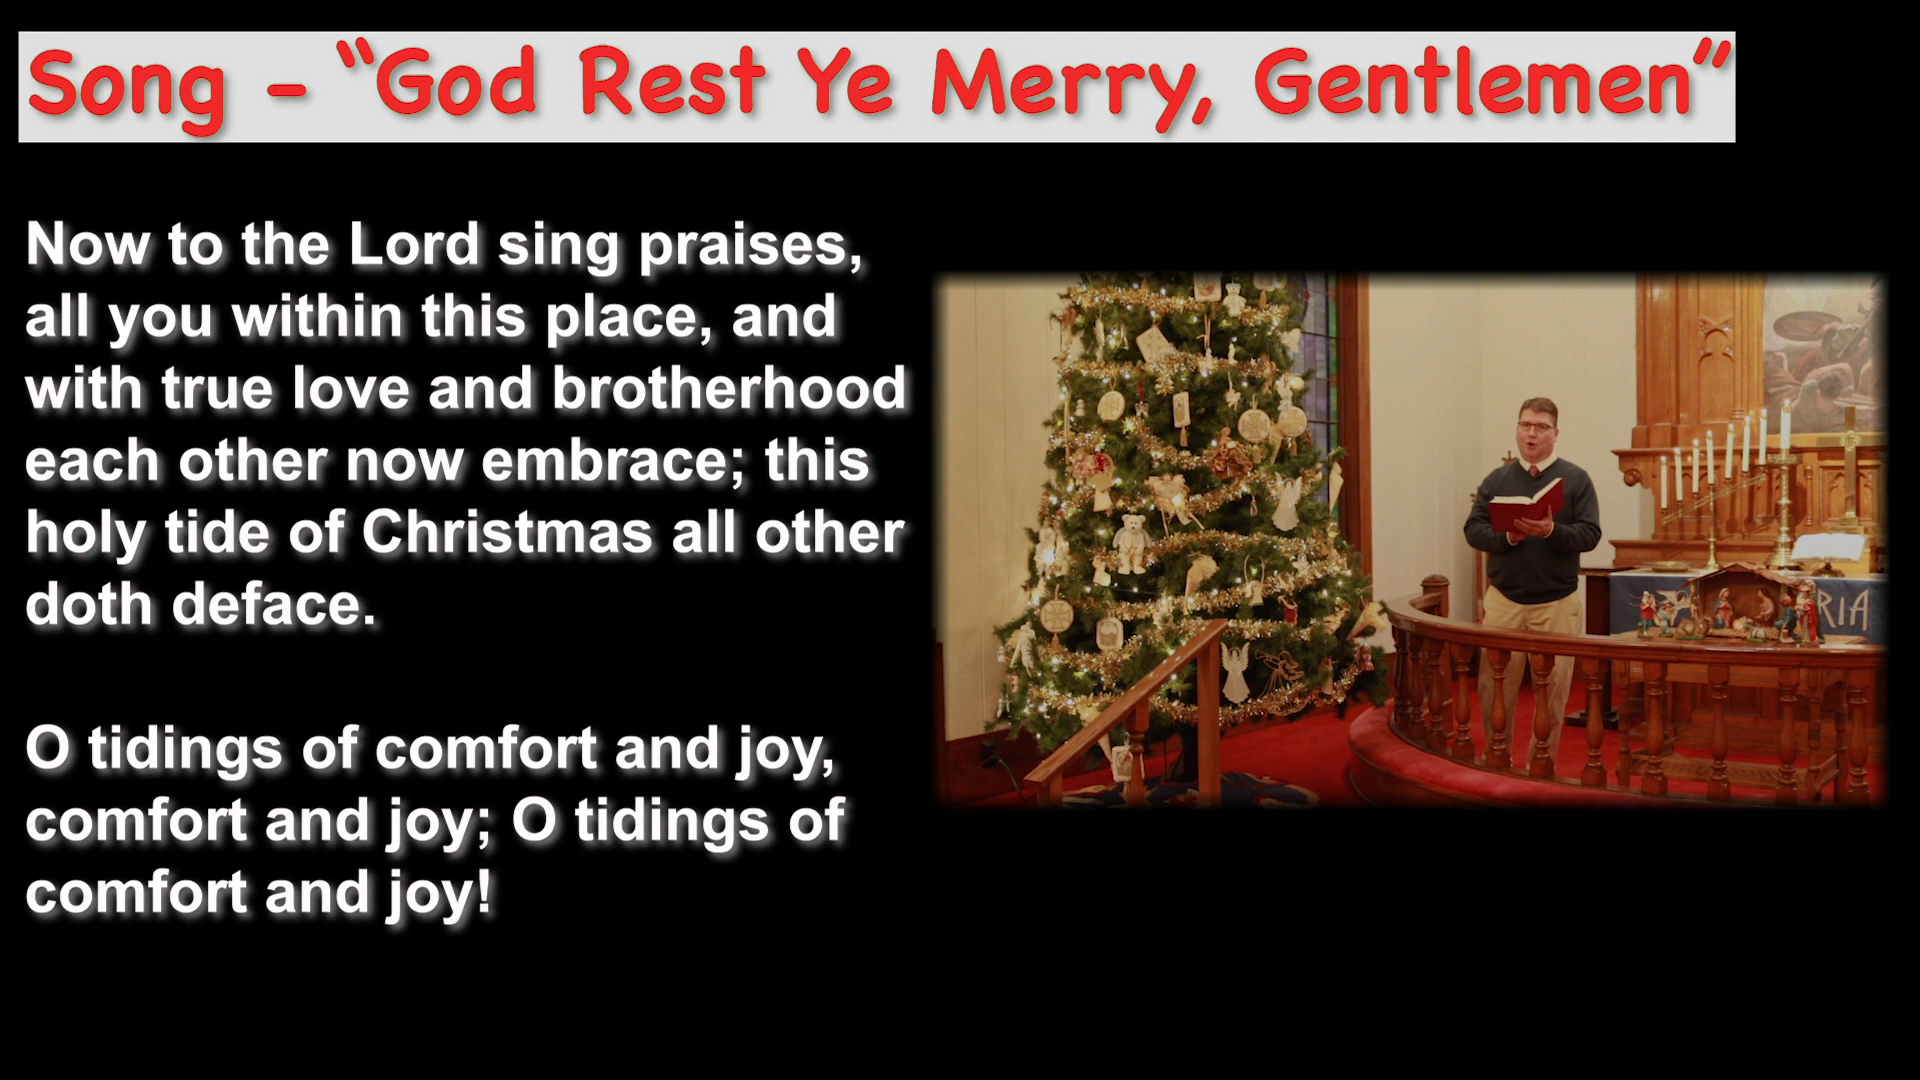 Song - “God Rest Ye Merry, Gentlemen”
Now to the Lord sing praises,
all you within this place, and
with true love and brotherhood
each other now embrace; this
holy tide of Christmas all other
doth deface.
O tidings of comfort and joy,
comfort and joy; O tidings of
comfort and joy!
RIA